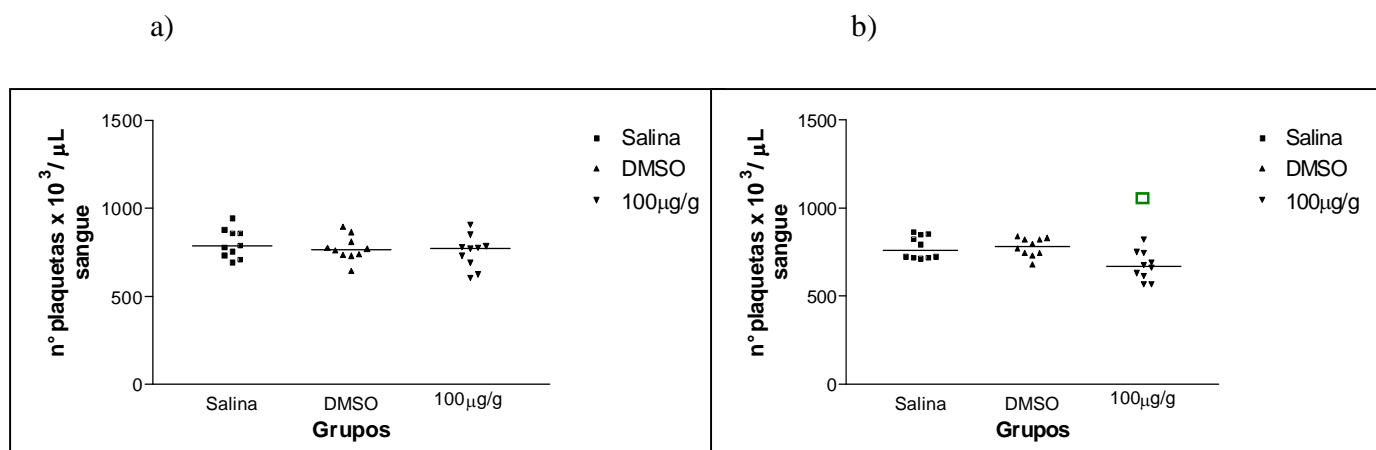 a)
b)
n° plaquetas x 10³/ µL
sangue
1500
1000
500
0
Salina
DMSO
100µg/g
Grupos
Salina
DMSO
100µg/g
n° plaquetas x 10³/ µL
sangue
1500
1000
500
0
Salina
DMSO
100µg/g
Grupos
Salina
DMSO
100µg/g